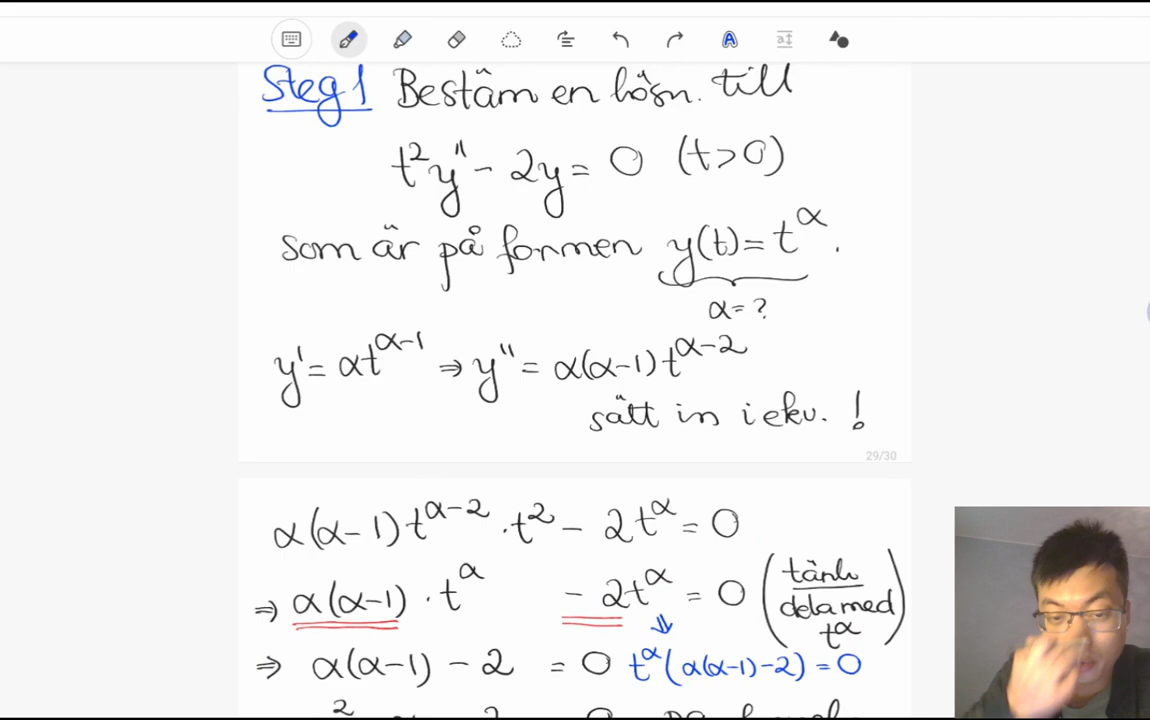 Steg 1 Bestäm en lösn. till
t²y'' - 2y = 0 (t>0)
som är på formen y(t) = t^α.
α = ?
y' = αt^(α-1) ⇒ y'' = α(α-1)t^(α-2)
sätt in i ekv. !
29/30
α(α-1)t^(α-2) · t² - 2t^α = 0
⇒ α(α-1) · t^α - 2t^α = 0 (tänk
dela med
t^α)
⇒ α(α-1) - 2 = 0 t^α(α(α-1)-2) = 0